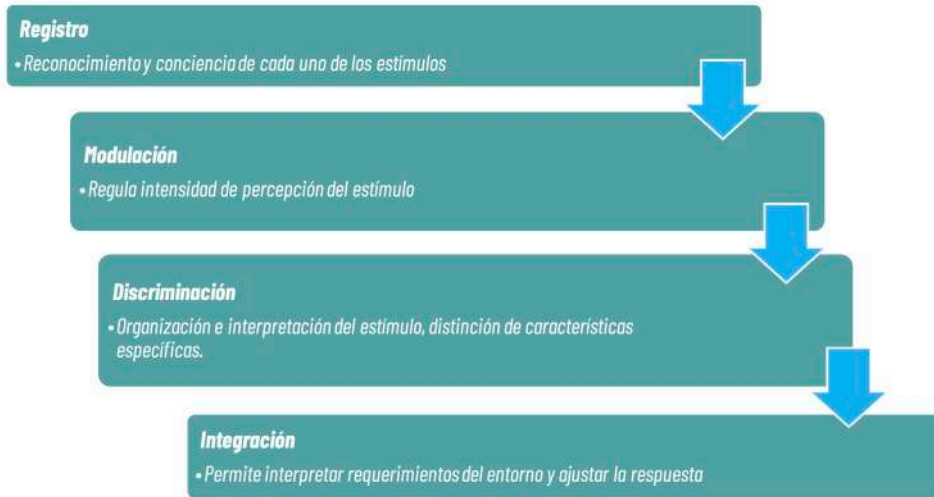 Registro
• Reconocimiento y conciencia de cada uno de los estímulos
Modulación
• Regula intensidad de percepción del estímulo
Discriminación
• Organización e interpretación del estímulo, distinción de características
específicas.
Integración
• Permite interpretar requerimientos del entorno y ajustar la respuesta